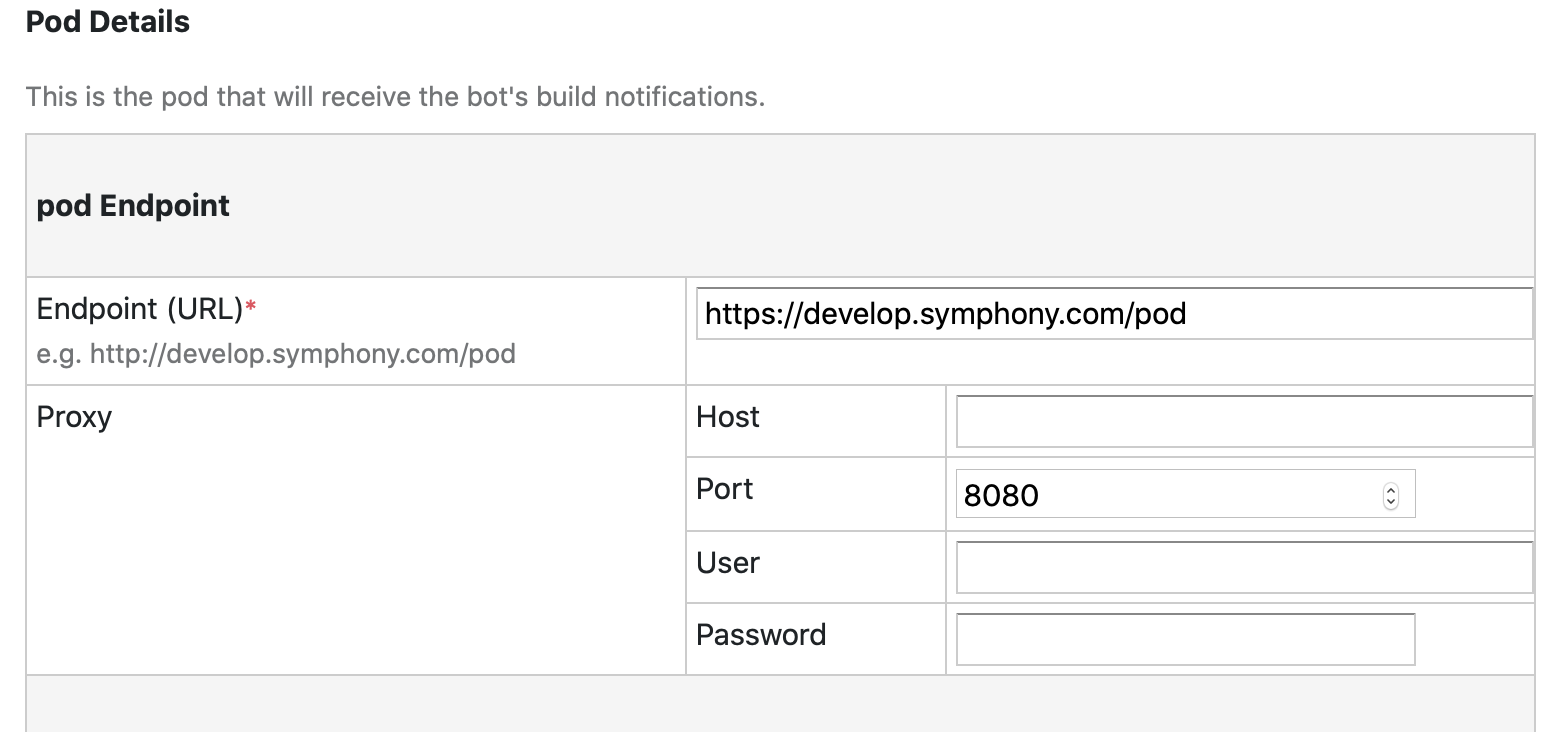 Pod Details
This is the pod that will receive the bot's build notifications.
pod Endpoint
Endpoint (URL)* https://develop.symphony.com/pod
e.g. http://develop.symphony.com/pod
Proxy Host
Port 8080
User
Password